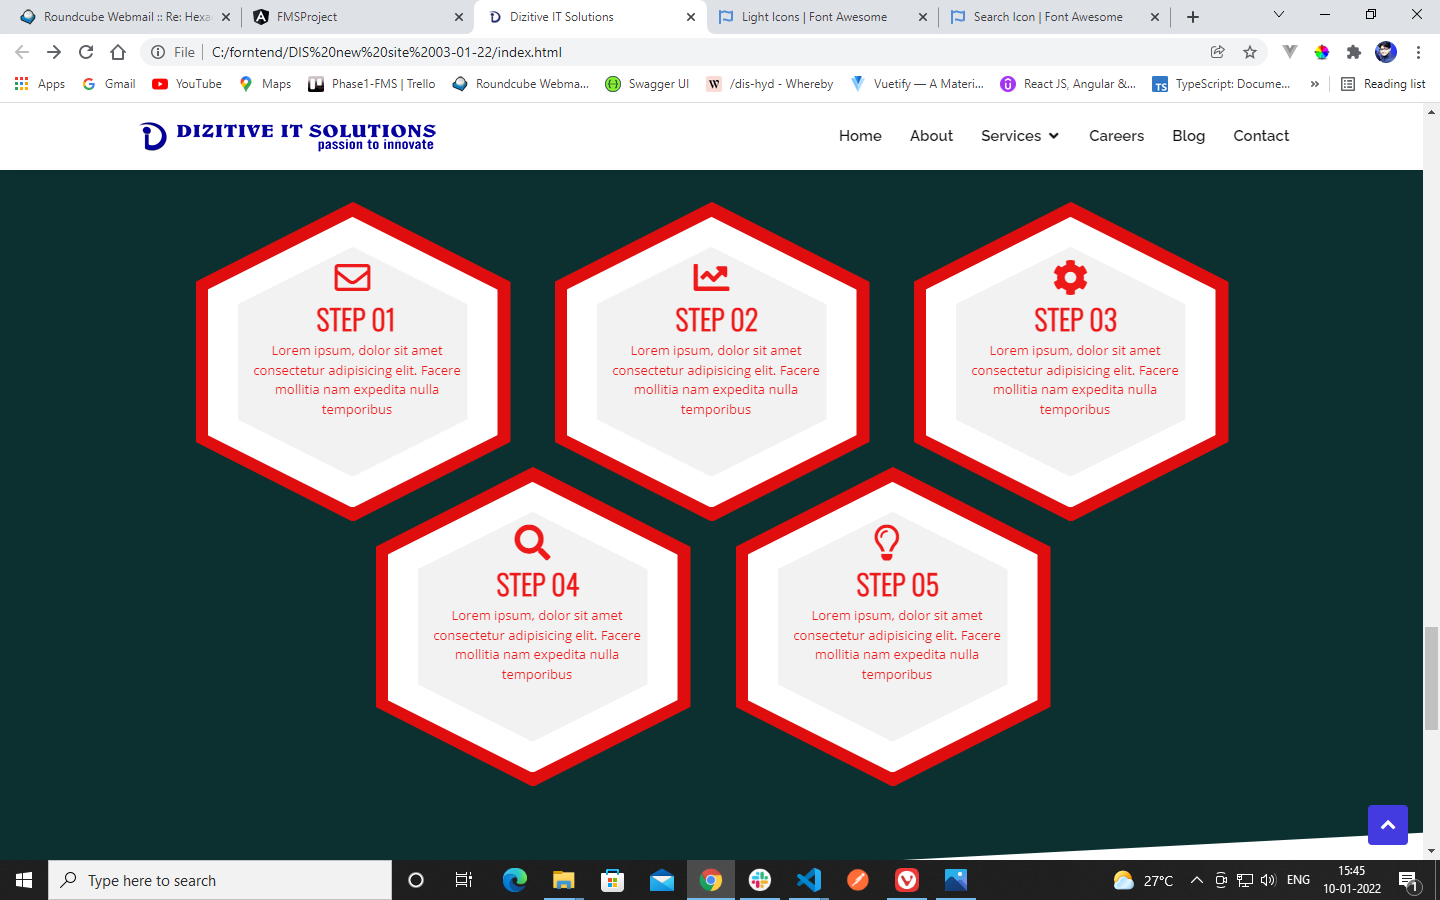 Roundcube Webmail :: Re: Hexa
FMSProject
Dizitive IT Solutions
Light Icons | Font Awesome
Search Icon | Font Awesome
File
C:/forntend/DIS%20new%20site%2003-01-22/index.html
Apps
Gmail
YouTube
Maps
Phase1-FMS | Trello
Roundcube Webma...
Swagger UI
/dis-hyd - Whereby
Vuetify — A Materi...
React JS, Angular &...
TypeScript: Docume...
»
Reading list
DIZITIVE IT SOLUTIONS
passion to innovate
Home
About
Services
Careers
Blog
Contact
STEP 01
Lorem ipsum, dolor sit amet
consectetur adipisicing elit. Facere
mollitia nam expedita nulla
temporibus
STEP 02
Lorem ipsum, dolor sit amet
consectetur adipisicing elit. Facere
mollitia nam expedita nulla
temporibus
STEP 03
Lorem ipsum, dolor sit amet
consectetur adipisicing elit. Facere
mollitia nam expedita nulla
temporibus
STEP 04
Lorem ipsum, dolor sit amet
consectetur adipisicing elit. Facere
mollitia nam expedita nulla
temporibus
STEP 05
Lorem ipsum, dolor sit amet
consectetur adipisicing elit. Facere
mollitia nam expedita nulla
temporibus
Type here to search
27°C
ENG
15:45
10-01-2022
1